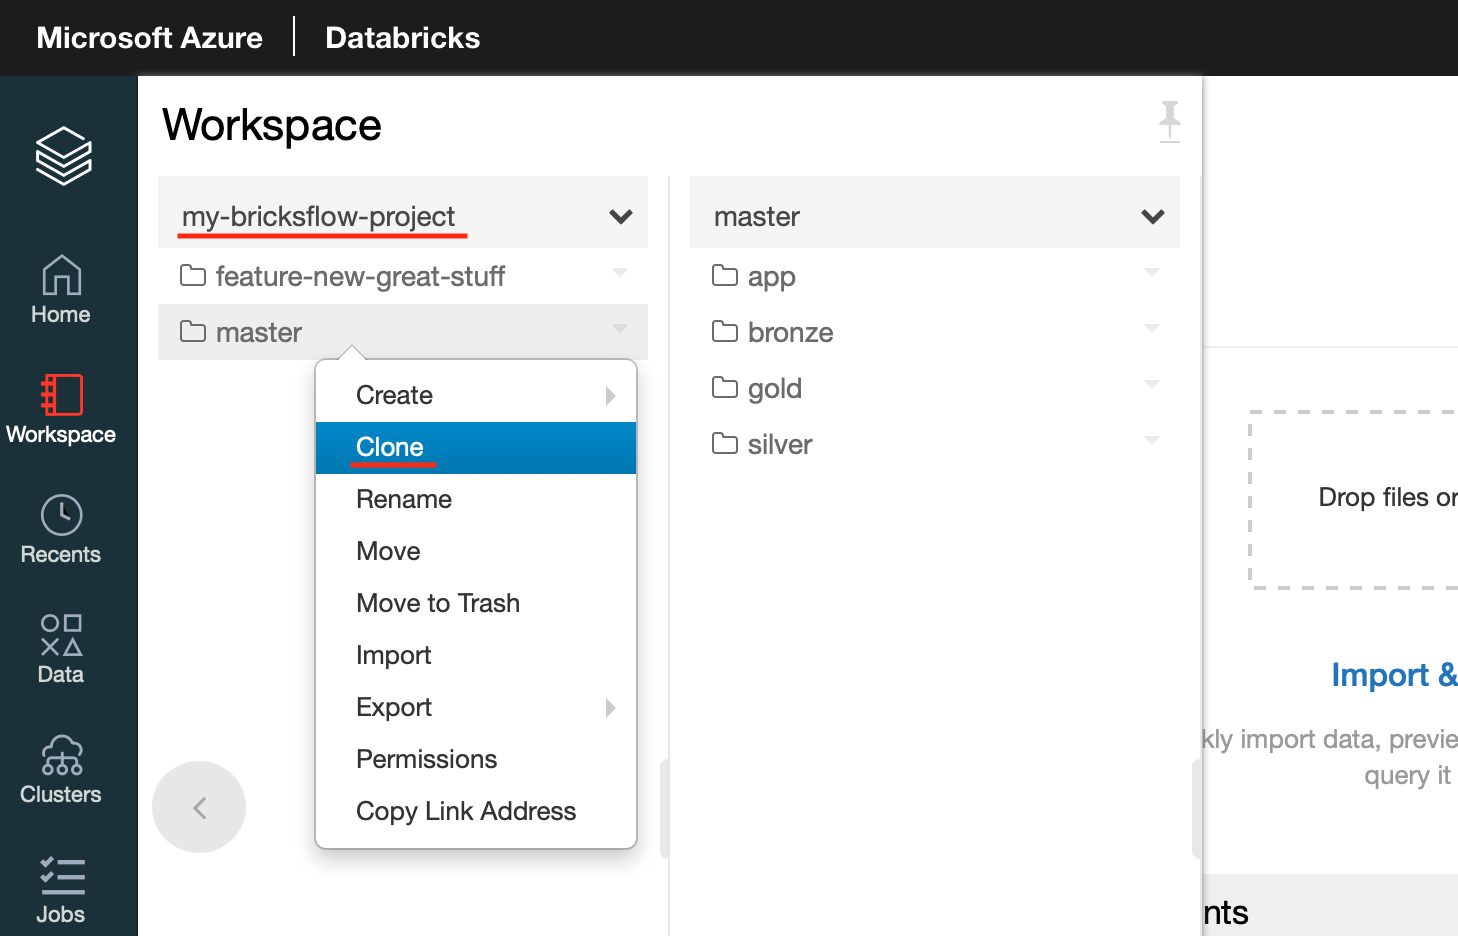 Microsoft Azure Databricks
Workspace
my-bricksflow-project
feature-new-great-stuff
master
Create
Clone
Rename
Move
Move to Trash
Import
Export
Permissions
Copy Link Address
master
app
bronze
gold
silver
Home
Workspace
Recents
Data
Clusters
Jobs
Drop files or
Import &
kly import data, previe
query it
nts